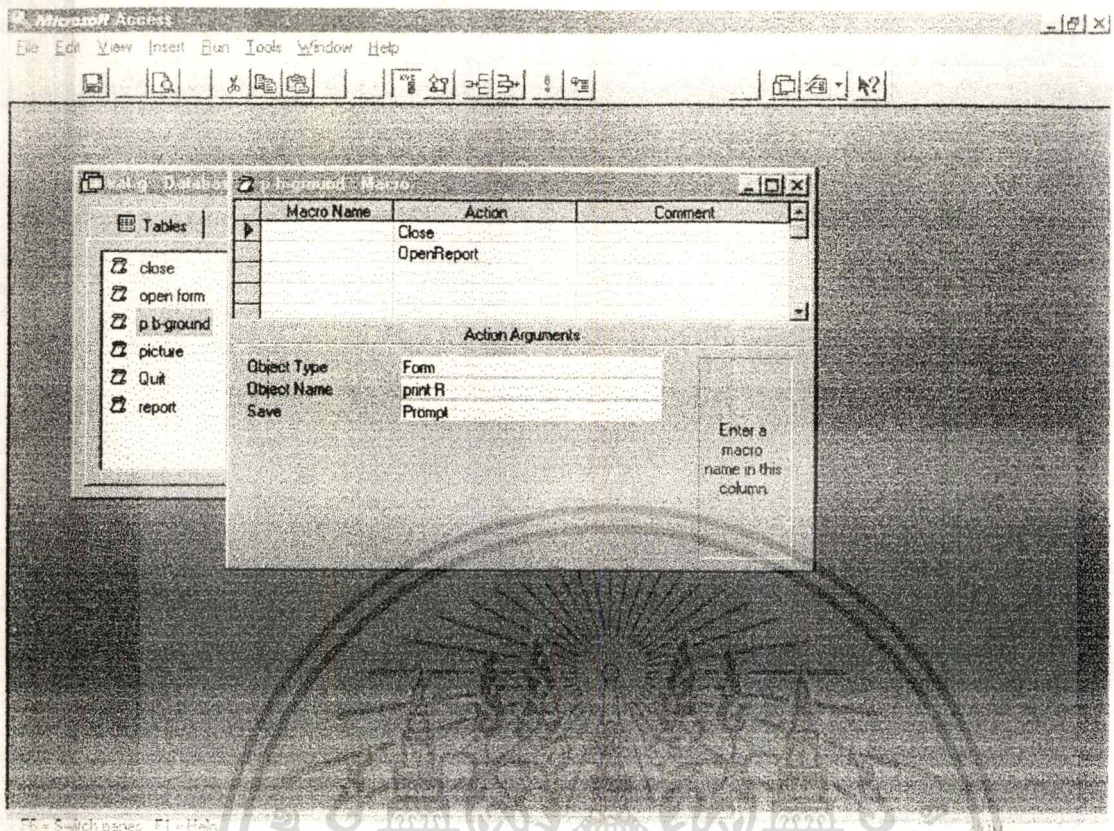 Microsoft Access
File Edit View Insert Run Tools Window Help
p b-ground : Macro
Tables
close
open form
p b-ground
picture
Quit
report
Macro Name Action Comment
Close
OpenReport
Action Arguments
Object Type Form
Object Name print R
Save Prompt
Enter a
macro
name in this
column.
F6 = Switch panes. F1 = Help.